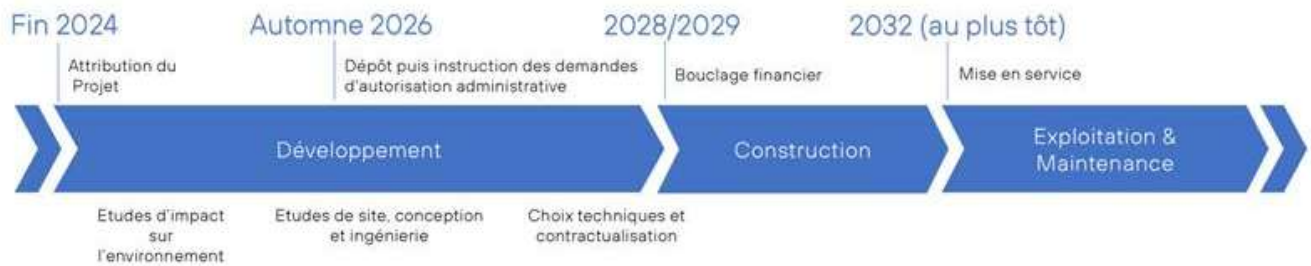 Fin 2024
Automne 2026
2028/2029
2032 (au plus tôt)
Attribution du
Projet
Dépôt puis instruction des demandes
d'autorisation administrative
Bouclage financier
Mise en service
Développement
Construction
Exploitation &
Maintenance
Etudes d'impact
sur
l'environnement
Etudes de site, conception
et ingénierie
Choix techniques et
contractualisation